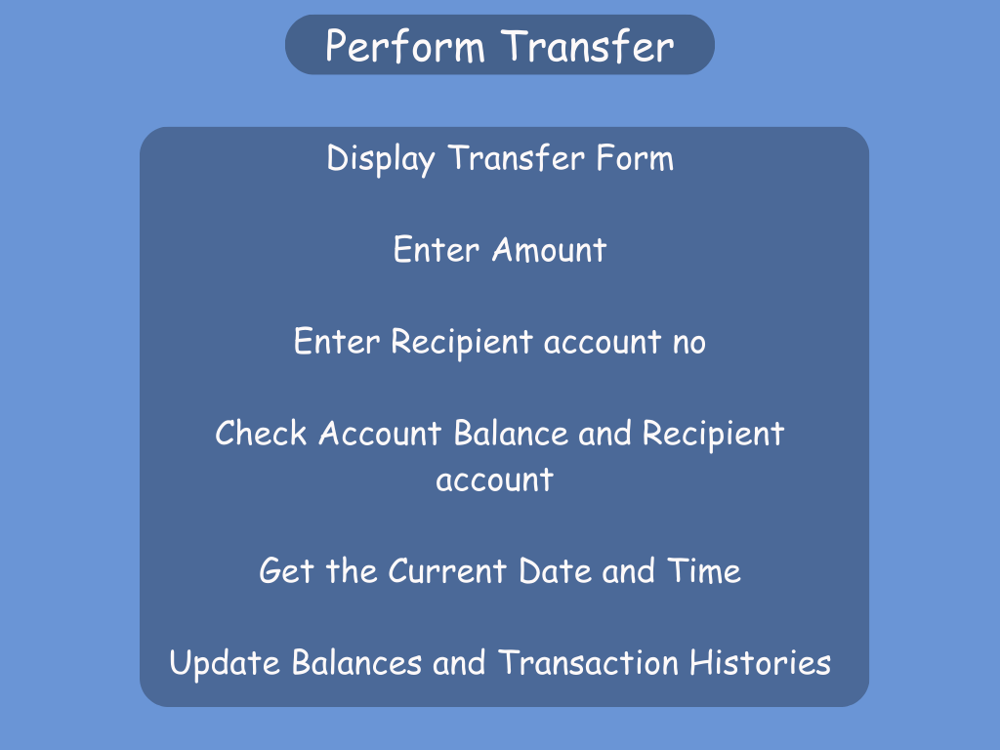 Perform Transfer
Display Transfer Form
Enter Amount
Enter Recipient account no
Check Account Balance and Recipient
account
Get the Current Date and Time
Update Balances and Transaction Histories